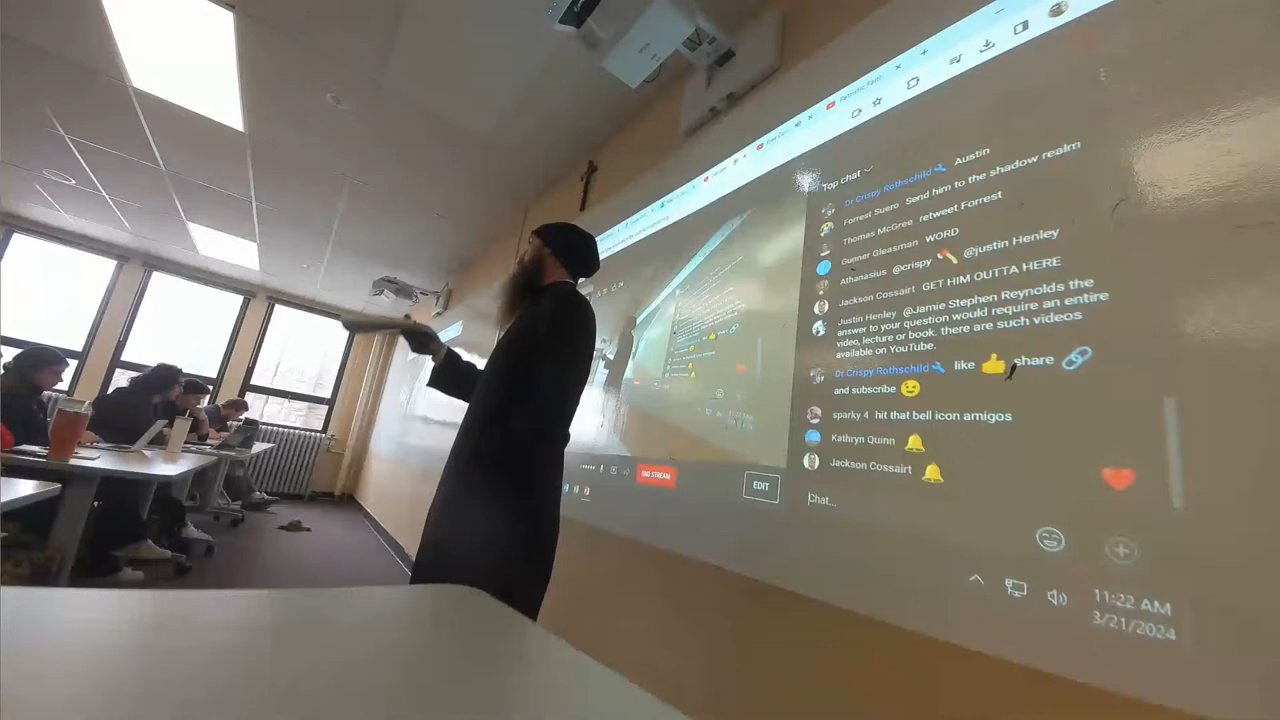 Patristic Faith
Top chat
Dr Crispy Rothschild Austin
Forrest Suero Send him to the shadow realm
Thomas McGree retweet Forrest
Gunner Gleasman WORD
Athanasius @crispy 🪓 @justin Henley
Jackson Cossairt GET HIM OUTTA HERE
Justin Henley @Jamie Stephen Reynolds the
answer to your question would require an entire
video, lecture or book. there are such videos
available on YouTube.
Dr Crispy Rothschild like 👍 share 🔗
and subscribe 😉
sparky 4 hit that bell icon amigos
Kathryn Quinn 🔔
Jackson Cossairt 🔔
Chat...
END STREAM
EDIT
11:22 AM
3/21/2024